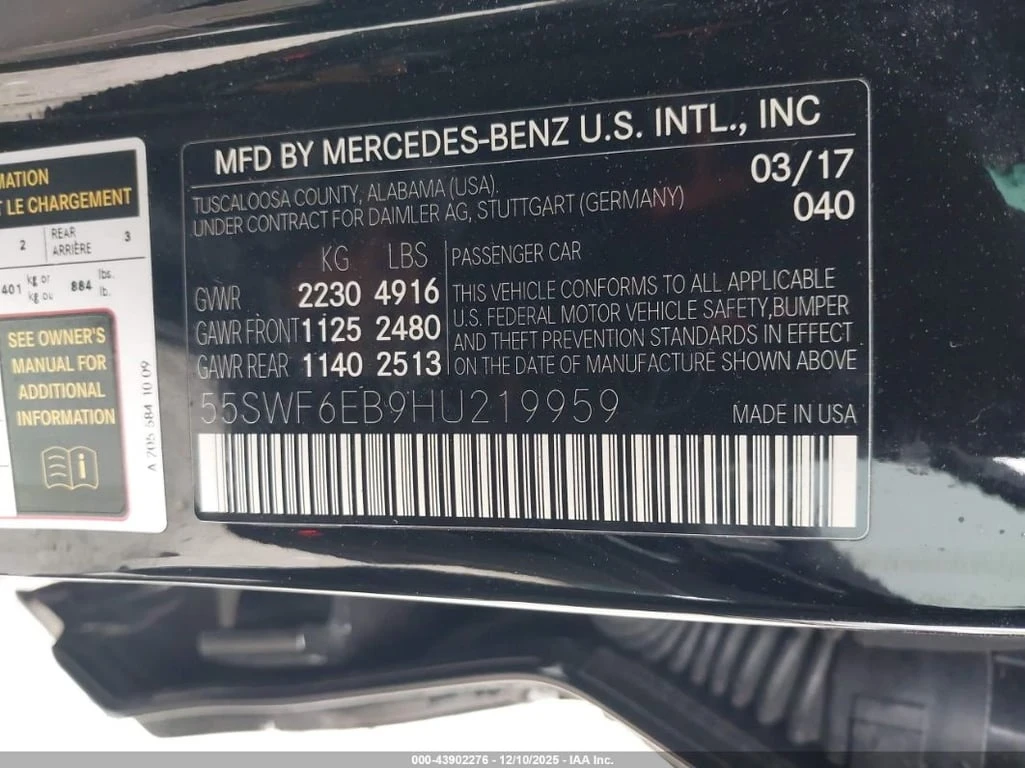 MATION
T LE CHARGEMENT
2 REAR ARRIÈRE 3
401 kg or kg ou 884 lbs. lb.
SEE OWNER'S
MANUAL FOR
ADDITIONAL
INFORMATION
A 205 584 10 09
MFD BY MERCEDES-BENZ U.S. INTL., INC
TUSCALOOSA COUNTY, ALABAMA (USA).
UNDER CONTRACT FOR DAIMLER AG, STUTTGART (GERMANY)
03/17
040
KG LBS
GVWR 2230 4916
GAWR FRONT 1125 2480
GAWR REAR 1140 2513
PASSENGER CAR
THIS VEHICLE CONFORMS TO ALL APPLICABLE
U.S. FEDERAL MOTOR VEHICLE SAFETY,BUMPER
AND THEFT PREVENTION STANDARDS IN EFFECT
ON THE DATE OF MANUFACTURE SHOWN ABOVE
55SWF6EB9HU219959
MADE IN USA
000-43902276 - 12/10/2025 - IAA Inc.